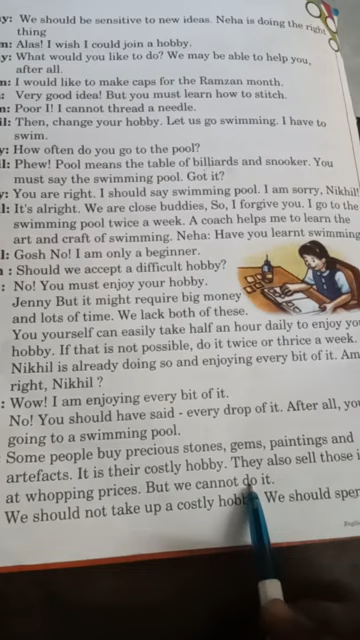 y: We should be sensitive to new ideas. Neha is doing the right
thing
m: Alas! I wish I could join a hobby.
y: What would you like to do? We may be able to help you,
after all.
n: I would like to make caps for the Ramzan month.
: Very good idea! But you must learn how to stitch.
n: Poor I! I cannot thread a needle.
il: Then, change your hobby. Let us go swimming. I have to
swim.
y: How often do you go to the pool?
il: Phew! Pool means the table of billiards and snooker. You
must say the swimming pool. Got it?
y: You are right. I should say swimming pool. I am sorry, Nikhil!
l: It's alright. We are close buddies, So, I forgive you. I go to the
swimming pool twice a week. A coach helps me to learn the
art and craft of swimming. Neha: Have you learnt swimming
l: Gosh No! I am only a beginner.
: Should we accept a difficult hobby?
: No! You must enjoy your hobby.
Jenny But it might require big money
and lots of time. We lack both of these.
You yourself can easily take half an hour daily to enjoy yo
hobby. If that is not possible, do it twice or thrice a week.
Nikhil is already doing so and enjoying every bit of it. Am
right, Nikhil ?
: Wow! I am enjoying every bit of it.
No! You should have said - every drop of it. After all, you
going to a swimming pool.
Some people buy precious stones, gems, paintings and
artefacts. It is their costly hobby. They also sell those i
at whopping prices. But we cannot do it.
We should not take up a costly hobb We should spen